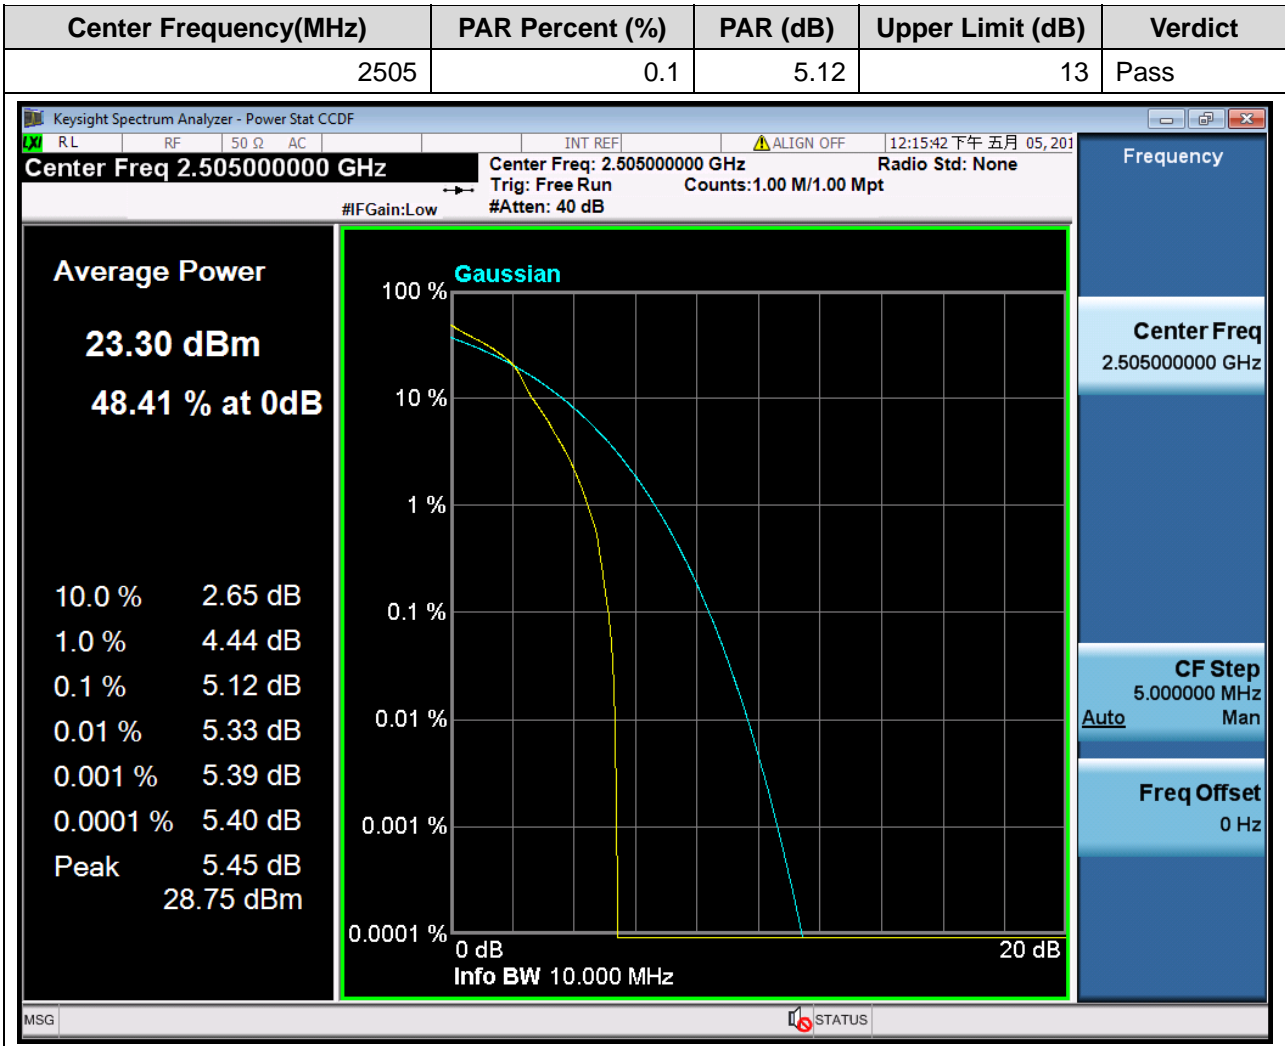 Center Frequency(MHz) PAR Percent (%) PAR (dB) Upper Limit (dB) Verdict
2505 0.1 5.12 13 Pass
Keysight Spectrum Analyzer - Power Stat CCDF
LXI RL RF 50 Ω AC INT REF ALIGN OFF 12:15:42 下午 五月 05, 201
Center Freq 2.505000000 GHz
Center Freq: 2.505000000 GHz Radio Std: None
Trig: Free Run Counts:1.00 M/1.00 Mpt
#IFGain:Low #Atten: 40 dB
Average Power
23.30 dBm
48.41 % at 0dB
10.0 % 2.65 dB
1.0 % 4.44 dB
0.1 % 5.12 dB
0.01 % 5.33 dB
0.001 % 5.39 dB
0.0001 % 5.40 dB
Peak 5.45 dB
28.75 dBm
Gaussian
100 %
10 %
1 %
0.1 %
0.01 %
0.001 %
0.0001 %
0 dB 20 dB
Info BW 10.000 MHz
Frequency
Center Freq
2.505000000 GHz
CF Step
5.000000 MHz
Auto Man
Freq Offset
0 Hz
MSG STATUS